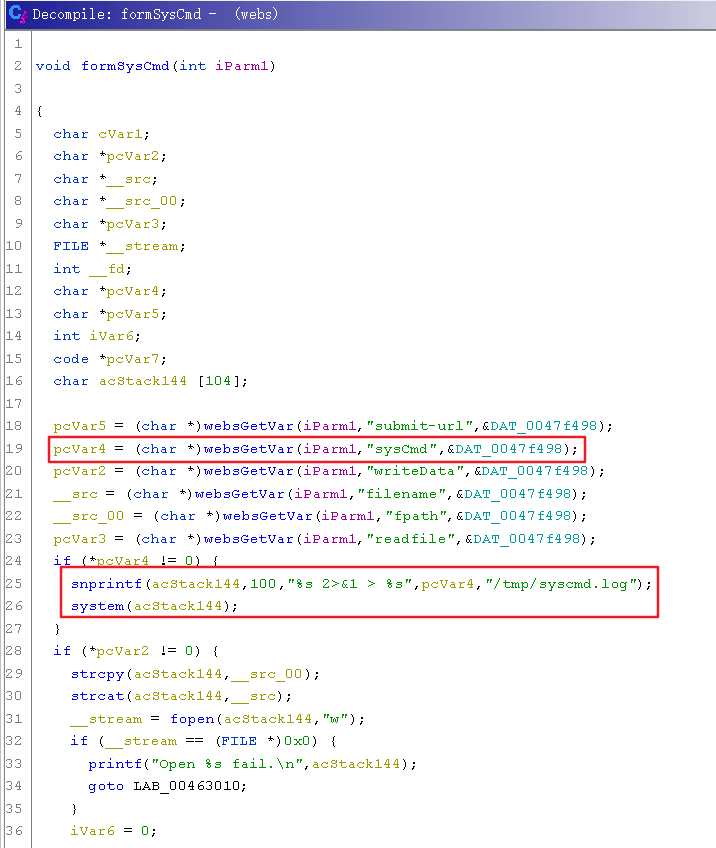 Decompile: formSysCmd - (webs)
1
2 void formSysCmd(int iParm1)
3
4 {
5 char cVar1;
6 char *pcVar2;
7 char *__src;
8 char *__src_00;
9 char *pcVar3;
10 FILE *__stream;
11 int __fd;
12 char *pcVar4;
13 char *pcVar5;
14 int iVar6;
15 code *pcVar7;
16 char acStack144 [104];
17
18 pcVar5 = (char *)websGetVar(iParm1,"submit-url",&DAT_0047f498);
19 pcVar4 = (char *)websGetVar(iParm1,"sysCmd",&DAT_0047f498);
20 pcVar2 = (char *)websGetVar(iParm1,"writeData",&DAT_0047f498);
21 __src = (char *)websGetVar(iParm1,"filename",&DAT_0047f498);
22 __src_00 = (char *)websGetVar(iParm1,"fpath",&DAT_0047f498);
23 pcVar3 = (char *)websGetVar(iParm1,"readfile",&DAT_0047f498);
24 if (*pcVar4 != 0) {
25 snprintf(acStack144,100,"%s 2>&1 > %s",pcVar4,"/tmp/syscmd.log");
26 system(acStack144);
27 }
28 if (*pcVar2 != 0) {
29 strcpy(acStack144,__src_00);
30 strcat(acStack144,__src);
31 __stream = fopen(acStack144,"w");
32 if (__stream == (FILE *)0x0) {
33 printf("Open %s fail.\n",acStack144);
34 goto LAB_00463010;
35 }
36 iVar6 = 0;